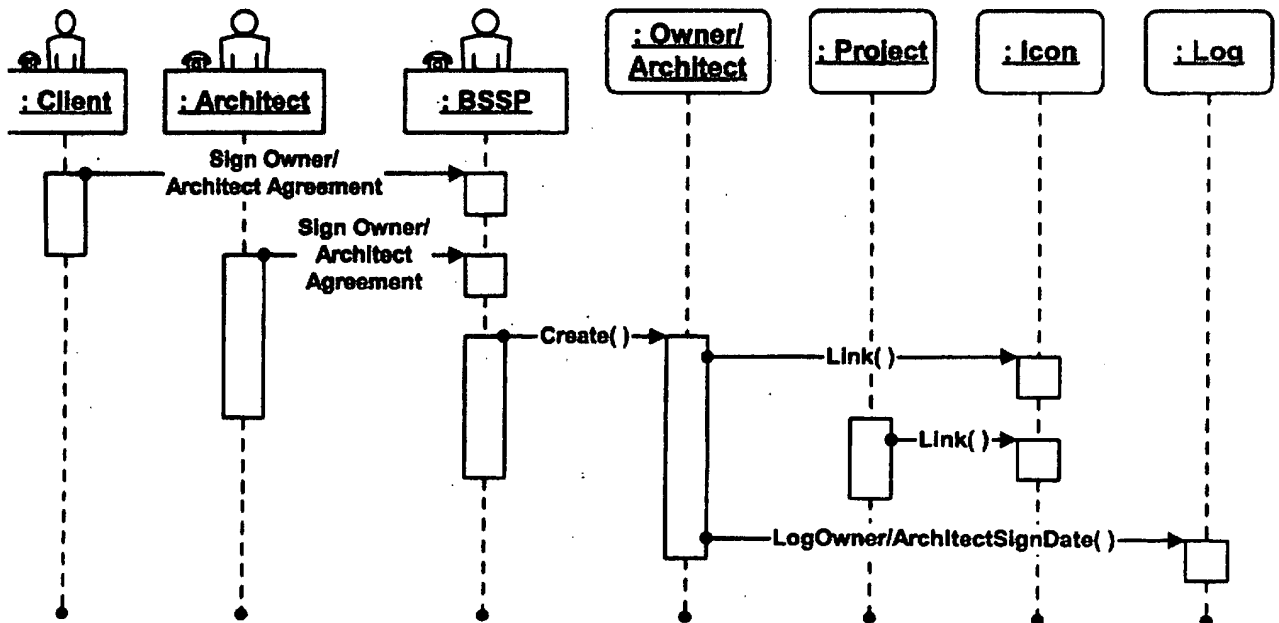 : Client
: Architect
: BSSP
: Owner/
Architect
: Project
: Icon
: Log
Sign Owner/
Architect Agreement
Sign Owner/
Architect
Agreement
Create( )
Link( )
Link( )
LogOwner/ArchitectSignDate( )